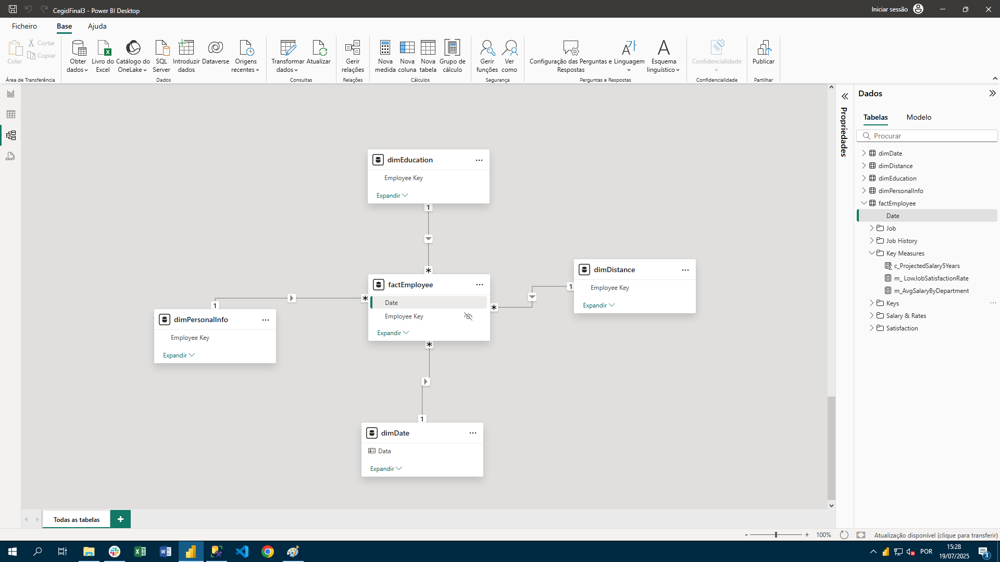 CegidFinal3 - Power BI Desktop
Iniciar sessão
Ficheiro
Base
Ajuda
Colar
Cortar
Copiar
Área de Transferência
Obter dados
Livro do Excel
Catálogo do OneLake
SQL Server
Introduzir dados
Dataverse
Origens recentes
Dados
Transformar dados
Atualizar
Consultas
Gerir relações
Relações
Nova medida
Nova coluna
Nova tabela
Grupo de cálculo
Cálculos
Gerir funções
Ver como
Segurança
Configuração das Perguntas e Respostas
Linguagem
Esquema linguístico
Perguntas e Respostas
Confidencialidade
Confidencialidade
Publicar
Partilhar
dimEducation
Employee Key
Expandir
1
*
factEmployee
Date
Employee Key
Expandir
*
*
*
dimDistance
Employee Key
Expandir
1
dimPersonalInfo
Employee Key
Expandir
1
1
dimDate
Data
Expandir
Propriedades
Dados
Tabelas
Modelo
Procurar
dimDate
dimDistance
dimEducation
dimPersonalInfo
factEmployee
Date
Job
Job History
Key Measures
c_ProjectedSalary5Years
m_ LowJobSatisfactionRate
m_AvgSalaryByDepartment
Keys
Salary & Rates
Satisfaction
Todas as tabelas
- + 100%
Atualização disponível (clique para transferir)
POR
15:28
19/07/2025
3